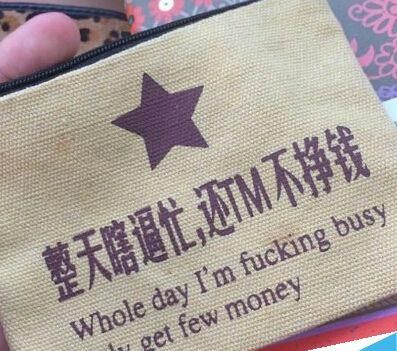 整天瞎逼忙,还TM不挣钱
Whole day I'm fucking busy
get few money